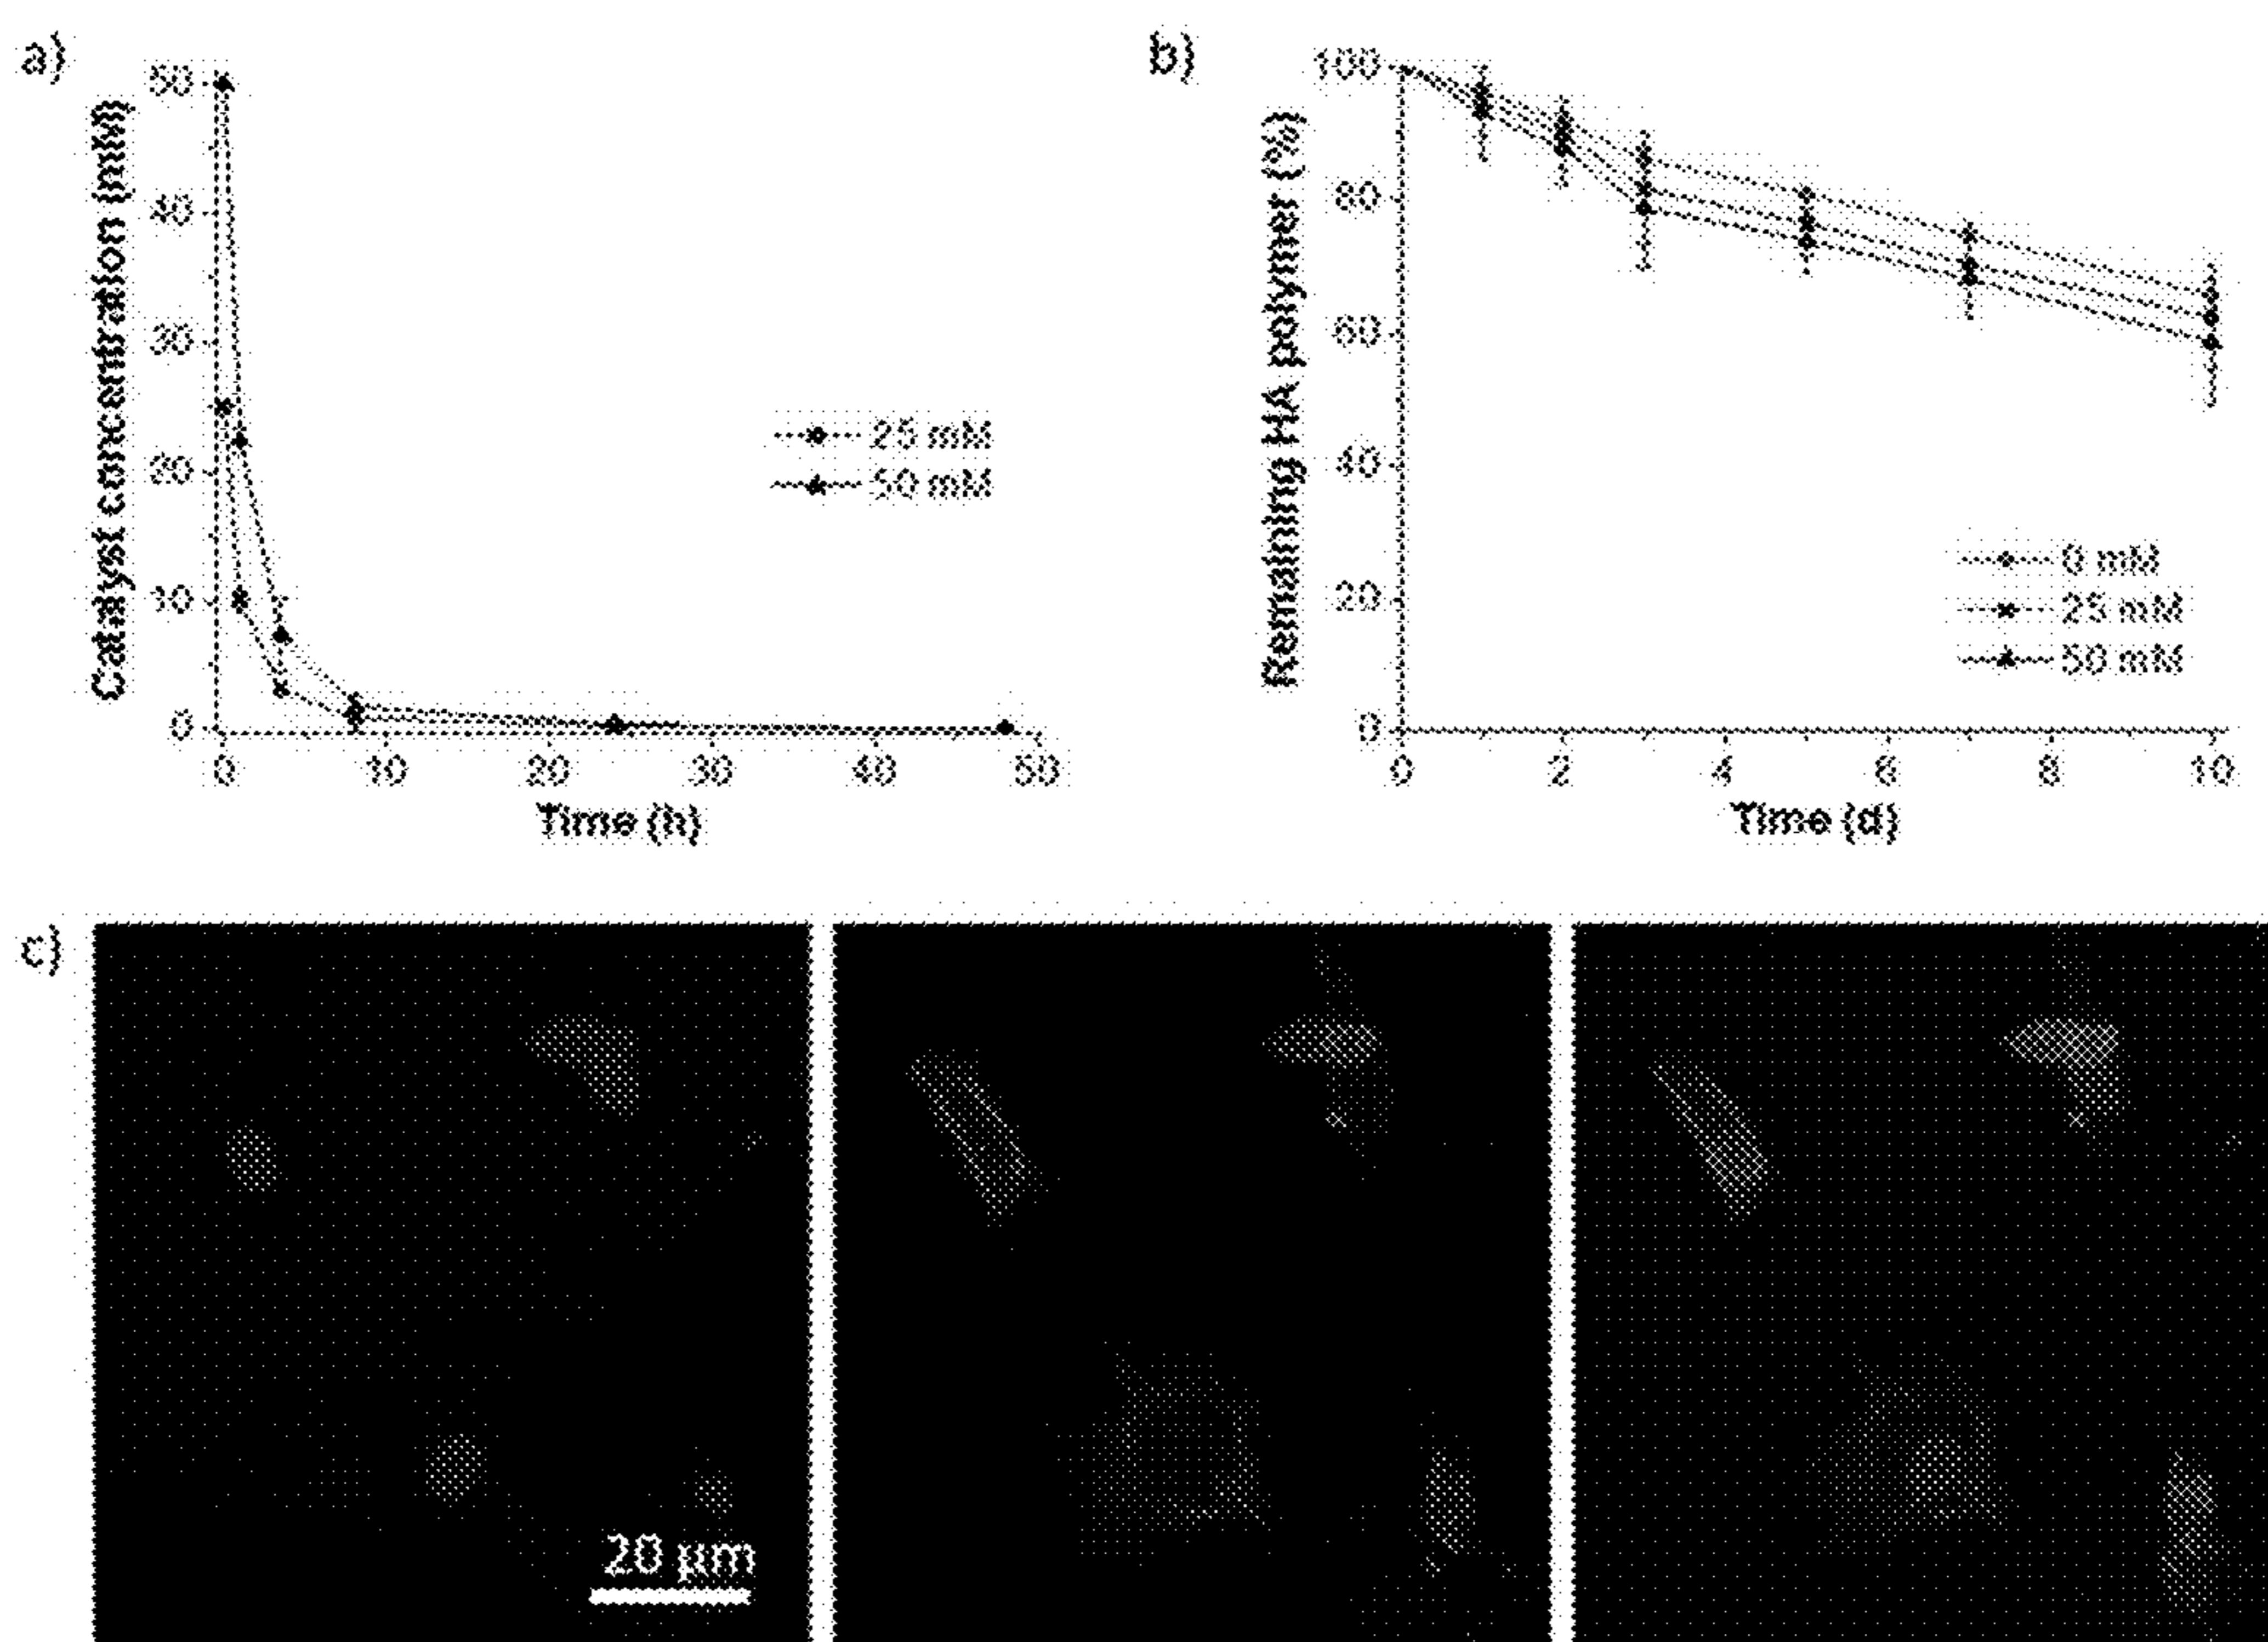 a)
Catalyst concentration (mM)
50
40
30
20
10
0
0 10 20 30 40 50
Time (h)
25 mM
50 mM
b)
Remaining HA polymer (%)
100
80
60
40
20
0
0 2 4 6 8 10
Time (d)
0 mM
25 mM
50 mM
c)
20 µm